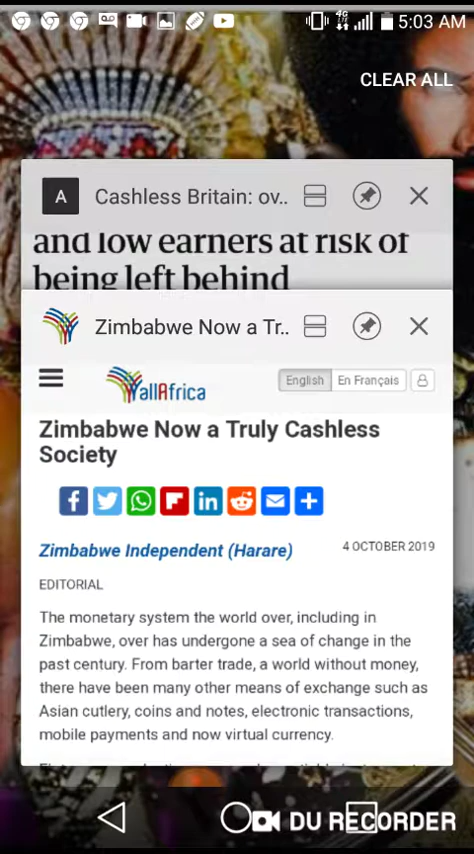 4G
5:03 AM
CLEAR ALL
A Cashless Britain: ov..
and low earners at risk of
being left behind
Zimbabwe Now a Tr..
allAfrica
English En Français
Zimbabwe Now a Truly Cashless
Society
Zimbabwe Independent (Harare)
4 OCTOBER 2019
EDITORIAL
The monetary system the world over, including in
Zimbabwe, over has undergone a sea of change in the
past century. From barter trade, a world without money,
there have been many other means of exchange such as
Asian cutlery, coins and notes, electronic transactions,
mobile payments and now virtual currency.
DU RECORDER